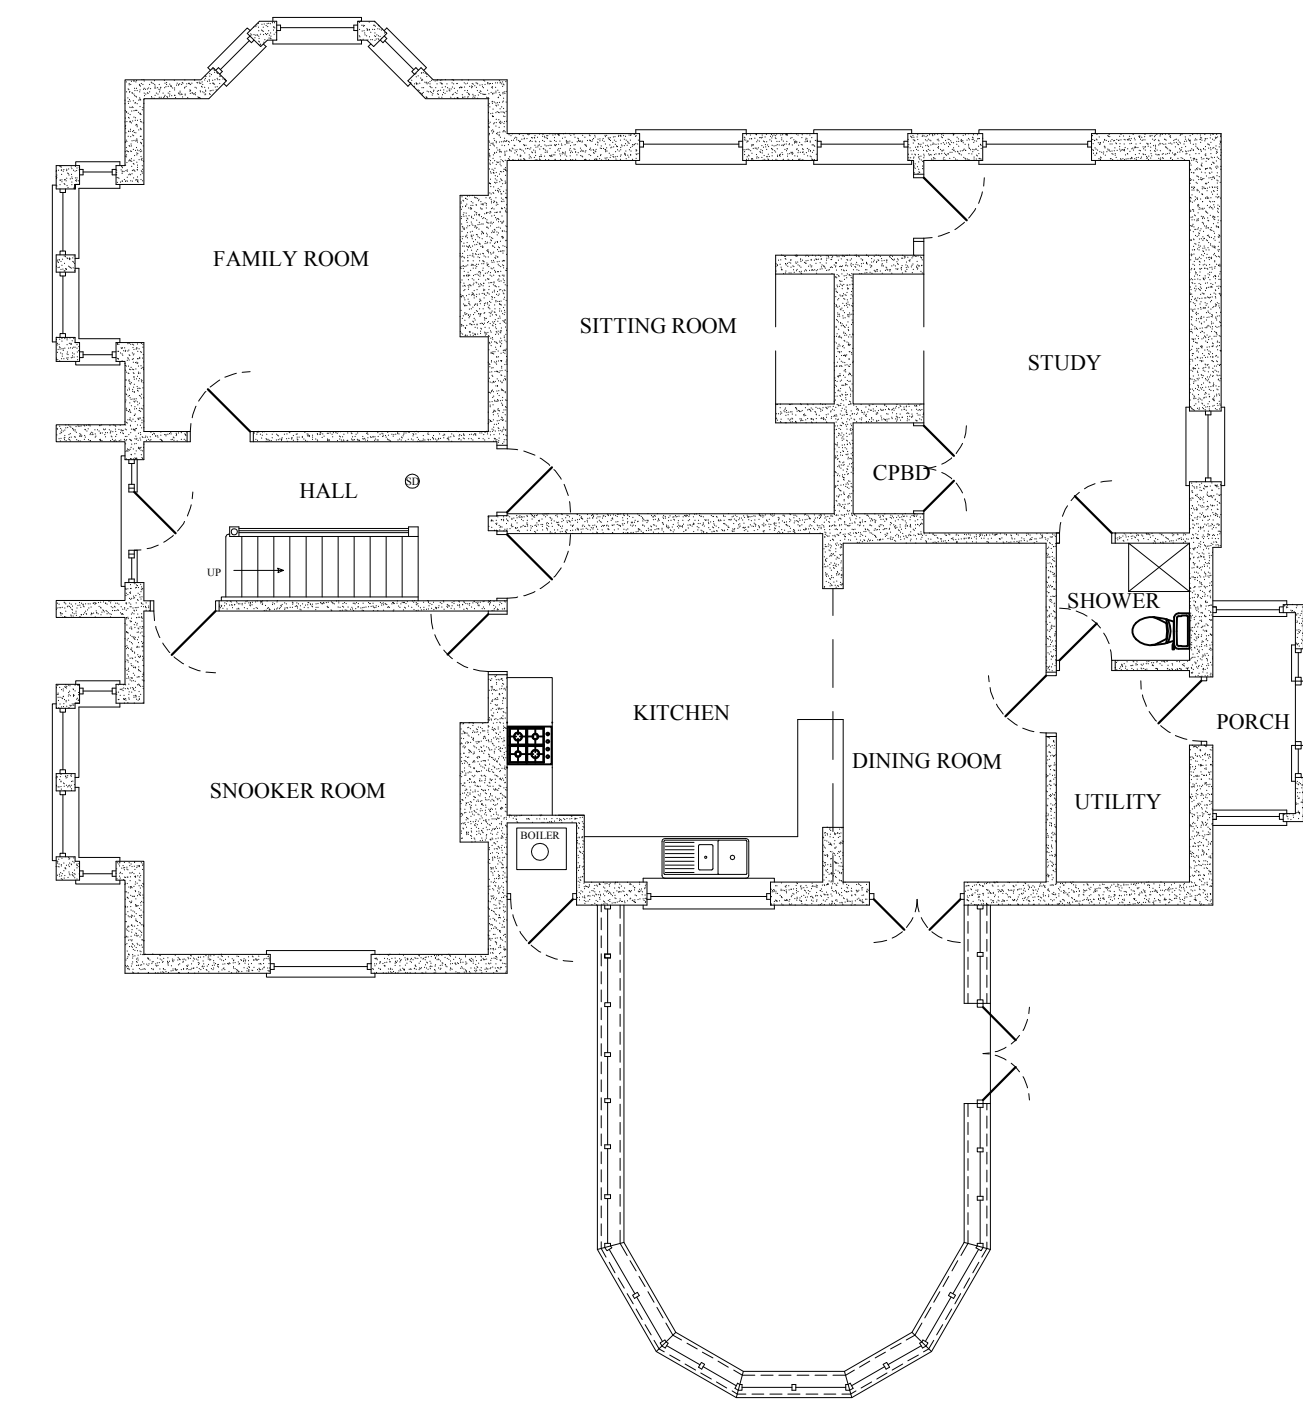 FAMILY ROOM
SITTING ROOM
STUDY
CPBD
HALL
SD
UP
SHOWER
KITCHEN
PORCH
DINING ROOM
SNOOKER ROOM
UTILITY
BOILER